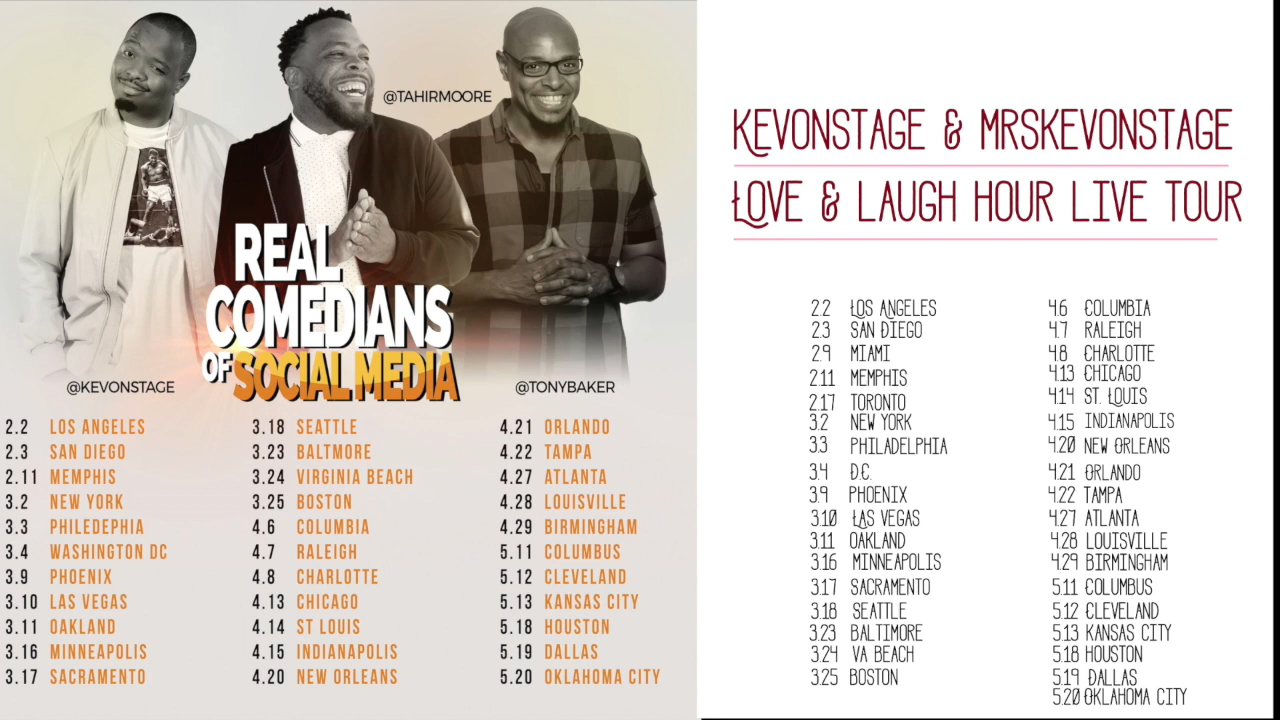 @TAHIRMOORE
REAL
COMEDIANS
OF SOCIAL MEDIA
@KEVONSTAGE
@TONYBAKER
2.2 LOS ANGELES
2.3 SAN DIEGO
2.11 MEMPHIS
3.2 NEW YORK
3.3 PHILEDEPHIA
3.4 WASHINGTON DC
3.9 PHOENIX
3.10 LAS VEGAS
3.11 OAKLAND
3.16 MINNEAPOLIS
3.17 SACRAMENTO
3.18 SEATTLE
3.23 BALTMORE
3.24 VIRGINIA BEACH
3.25 BOSTON
4.6 COLUMBIA
4.7 RALEIGH
4.8 CHARLOTTE
4.13 CHICAGO
4.14 ST LOUIS
4.15 INDIANAPOLIS
4.20 NEW ORLEANS
4.21 ORLANDO
4.22 TAMPA
4.27 ATLANTA
4.28 LOUISVILLE
4.29 BIRMINGHAM
5.11 COLUMBUS
5.12 CLEVELAND
5.13 KANSAS CITY
5.18 HOUSTON
5.19 DALLAS
5.20 OKLAHOMA CITY
KEVONSTAGE & MRSKEVONSTAGE
LOVE & LAUGH HOUR LIVE TOUR
2.2 LOS ANGELES
2.3 SAN DIEGO
2.9 MIAMI
2.11 MEMPHIS
2.17 TORONTO
3.2 NEW YORK
3.3 PHILADELPHIA
3.4 D.C.
3.9 PHOENIX
3.10 LAS VEGAS
3.11 OAKLAND
3.16 MINNEAPOLIS
3.17 SACRAMENTO
3.18 SEATTLE
3.23 BALTIMORE
3.24 VA BEACH
3.25 BOSTON
4.6 COLUMBIA
4.7 RALEIGH
4.8 CHARLOTTE
4.13 CHICAGO
4.14 ST. LOUIS
4.15 INDIANAPOLIS
4.20 NEW ORLEANS
4.21 ORLANDO
4.22 TAMPA
4.27 ATLANTA
4.28 LOUISVILLE
4.29 BIRMINGHAM
5.11 COLUMBUS
5.12 CLEVELAND
5.13 KANSAS CITY
5.18 HOUSTON
5.19 DALLAS
5.20 OKLAHOMA CITY